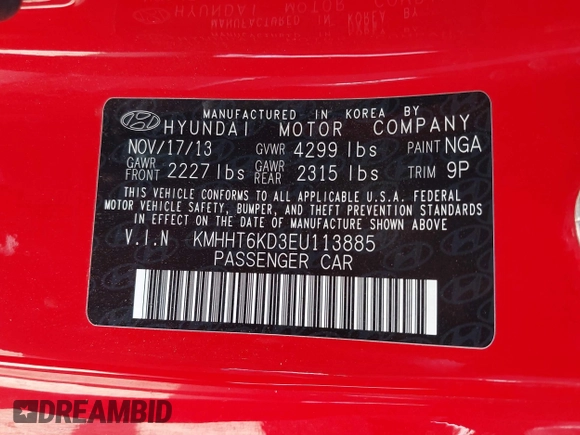 MANUFACTURED IN KOREA BY
HYUNDAI MOTOR COMPANY
NOV/17/13 GVWR 4299 lbs PAINT NGA
GAWR FRONT 2227 lbs GAWR REAR 2315 lbs TRIM 9P
THIS VEHICLE CONFORMS TO ALL APPLICABLE U.S.A. FEDERAL
MOTOR VEHICLE SAFETY, BUMPER, AND THEFT PREVENTION STANDARDS
IN EFFECT ON THE DATE OF MANUFACTURE SHOWN ABOVE
V.I.N KMHHT6KD3EU113885
PASSENGER CAR
DREAMBID